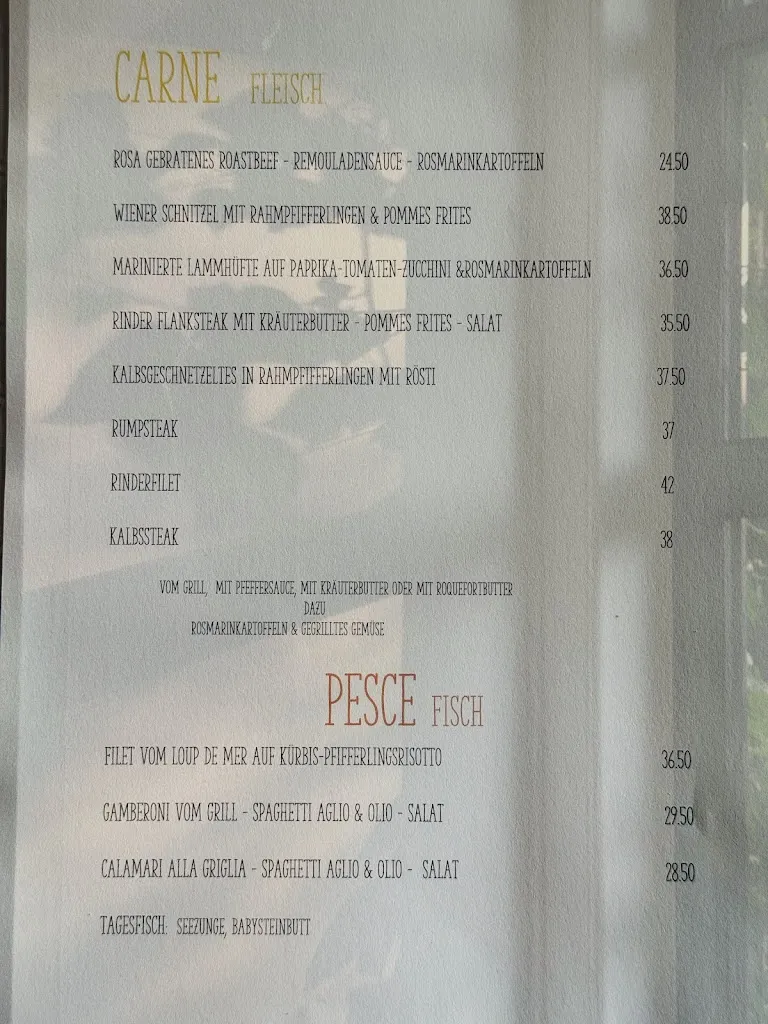 CARNE FLEISCH
ROSA GEBRATENES ROASTBEEF - REMOULADENSAUCE - ROSMARINKARTOFFELN 24.50
WIENER SCHNITZEL MIT RAHMPFIFFERLINGEN & POMMES FRITES 38.50
MARINIERTE LAMMHÜFTE AUF PAPRIKA-TOMATEN-ZUCCHINI &ROSMARINKARTOFFELN 36.50
RINDER FLANKSTEAK MIT KRÄUTERBUTTER - POMMES FRITES - SALAT 35.50
KALBSGESCHNETZELTES IN RAHMPFIFFERLINGEN MIT RÖSTI 37.50
RUMPSTEAK 37
RINDERFILET 42
KALBSSTEAK 38
VOM GRILL, MIT PFEFFERSAUCE, MIT KRÄUTERBUTTER ODER MIT ROQUEFORTBUTTER
DAZU
ROSMARINKARTOFFELN & GEGRILLTES GEMÜSE
PESCE FISCH
FILET VOM LOUP DE MER AUF KÜRBIS-PFIFFERLINGSRISOTTO 36.50
GAMBERONI VOM GRILL - SPAGHETTI AGLIO & OLIO - SALAT 29.50
CALAMARI ALLA GRIGLIA - SPAGHETTI AGLIO & OLIO - SALAT 28.50
TAGESFISCH: SEEZUNGE, BABYSTEINBUTT